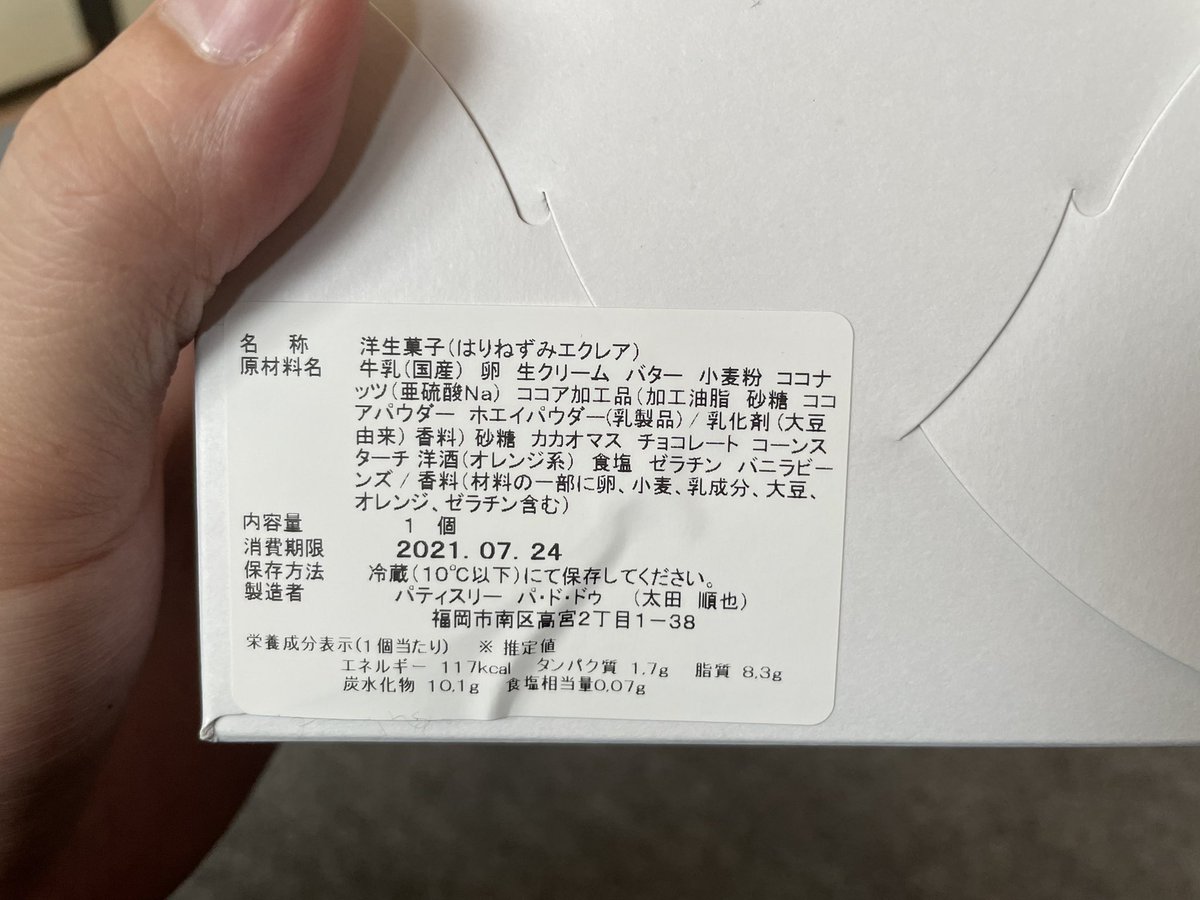 名 称 洋生菓子(はりねずみエクレア)
原材料名 牛乳(国産) 卵 生クリーム バター 小麦粉 ココナ
ッツ(亜硫酸Na) ココア加工品(加工油脂 砂糖 ココ
アパウダー ホエイパウダー(乳製品) / 乳化剤 (大豆
由来) 香料) 砂糖 カカオマス チョコレート コーンス
ターチ 洋酒(オレンジ系) 食塩 ゼラチン バニラビー
ンズ / 香料(材料の一部に卵、小麦、乳成分、大豆、
オレンジ、ゼラチン含む)
内容量 1 個
消費期限 2021. 07. 24
保存方法 冷蔵(10℃以下)にて保存してください。
製造者 パティスリー パ・ド・ドゥ (太田 順也)
福岡市南区高宮2丁目1-38
栄養成分表示(1個当たり) ※ 推定値
エネルギー 117kcal タンパク質 1.7g 脂質 8.3g
炭水化物 10.1g 食塩相当量0.07g